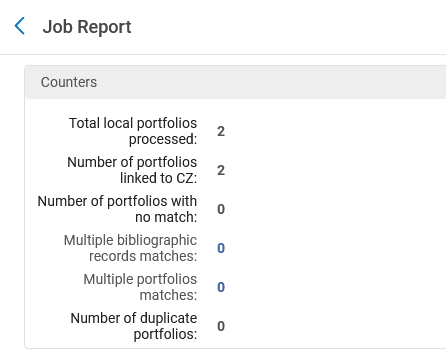 Job Report
Counters
Total local portfolios
processed: 2
Number of portfolios
linked to CZ: 2
Number of portfolios with
no match: 0
Multiple bibliographic
records matches: 0
Multiple portfolios
matches: 0
Number of duplicate
portfolios: 0